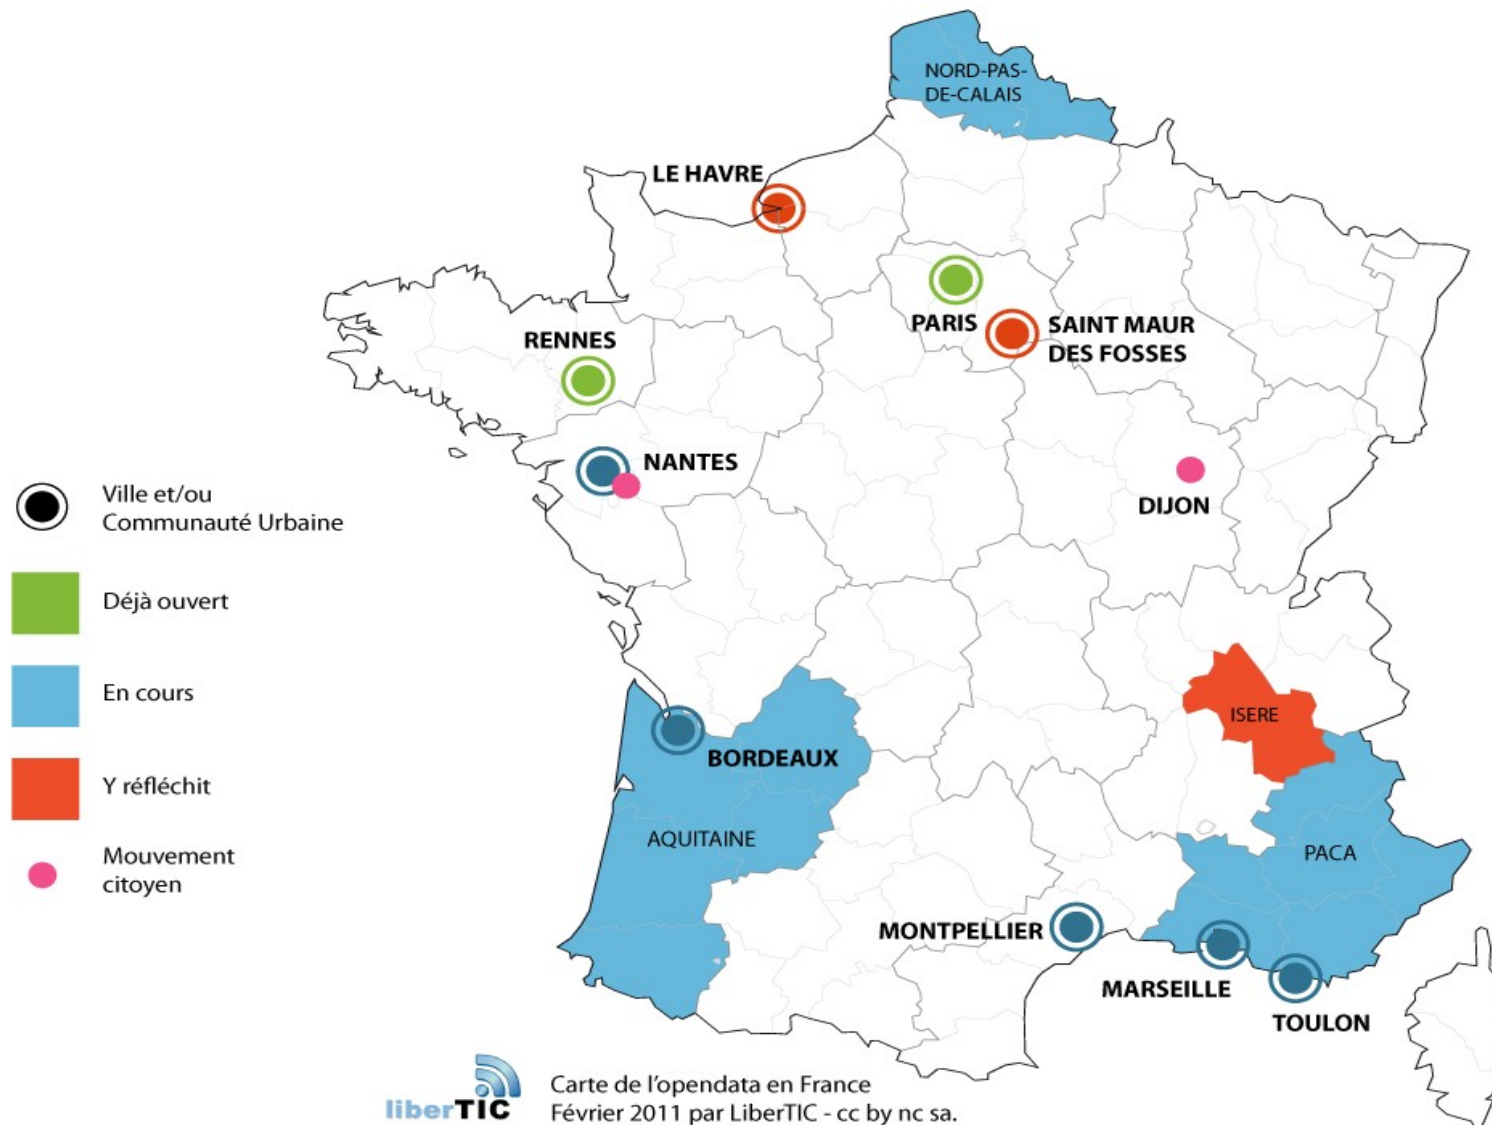 NORD-PAS-
DE-CALAIS
LE HAVRE
PARIS
SAINT MAUR
DES FOSSES
RENNES
NANTES
DIJON
Ville et/ou
Communauté Urbaine
Déjà ouvert
En cours
Y réfléchit
Mouvement
citoyen
ISERE
BORDEAUX
AQUITAINE
PACA
MONTPELLIER
MARSEILLE
TOULON
liberTIC
Carte de l'opendata en France
Février 2011 par LiberTIC - cc by nc sa.